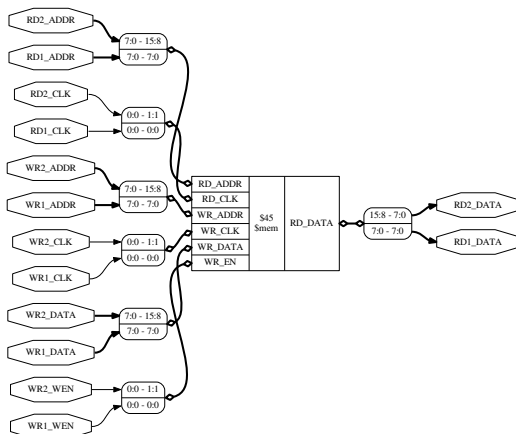 RD2_ADDR
RD1_ADDR
7:0 - 15:8
7:0 - 7:0
RD2_CLK
RD1_CLK
0:0 - 1:1
0:0 - 0:0
WR2_ADDR
WR1_ADDR
7:0 - 15:8
7:0 - 7:0
WR2_CLK
WR1_CLK
0:0 - 1:1
0:0 - 0:0
WR2_DATA
WR1_DATA
7:0 - 15:8
7:0 - 7:0
WR2_WEN
WR1_WEN
0:0 - 1:1
0:0 - 0:0
RD_ADDR
RD_CLK
WR_ADDR
WR_CLK
WR_DATA
WR_EN
$45
$mem
RD_DATA
15:8 - 7:0
7:0 - 7:0
RD2_DATA
RD1_DATA